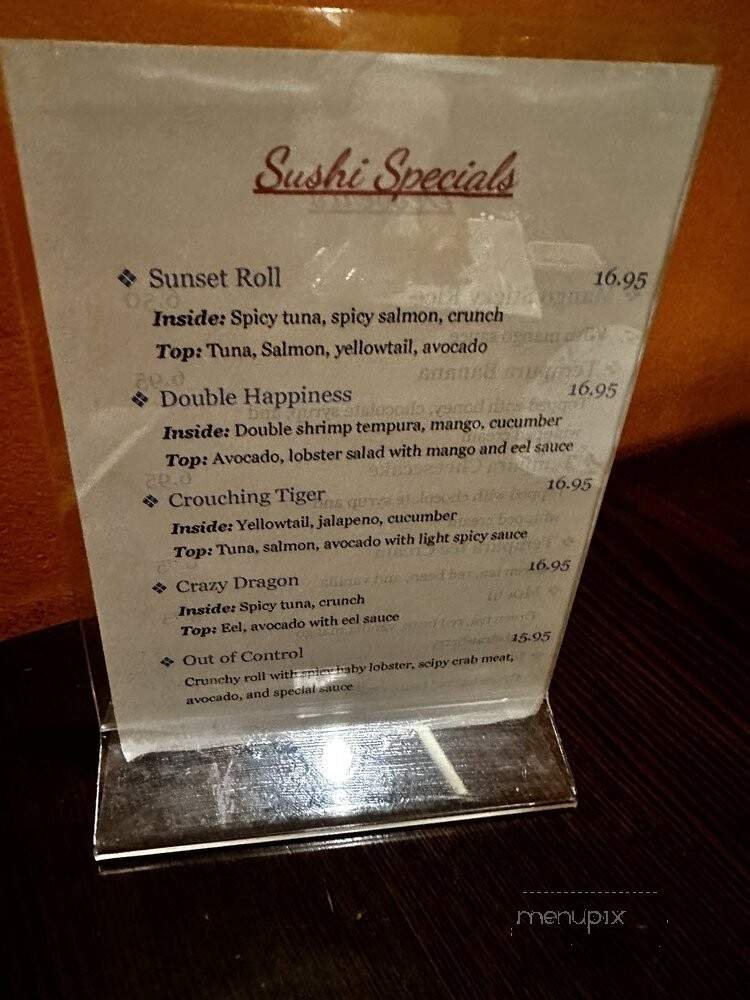 Sushi Specials
❖ Sunset Roll 16.95
Inside: Spicy tuna, spicy salmon, crunch
Top: Tuna, Salmon, yellowtail, avocado
❖ Double Happiness 16.95
Inside: Double shrimp tempura, mango, cucumber
Top: Avocado, lobster salad with mango and eel sauce
❖ Crouching Tiger 16.95
Inside: Yellowtail, jalapeno, cucumber
Top: Tuna, salmon, avocado with light spicy sauce
❖ Crazy Dragon 16.95
Inside: Spicy tuna, crunch
Top: Eel, avocado with eel sauce
❖ Out of Control 15.95
Crunchy roll with spicy baby lobster, scipy crab meat,
avocado, and special sauce
menupix